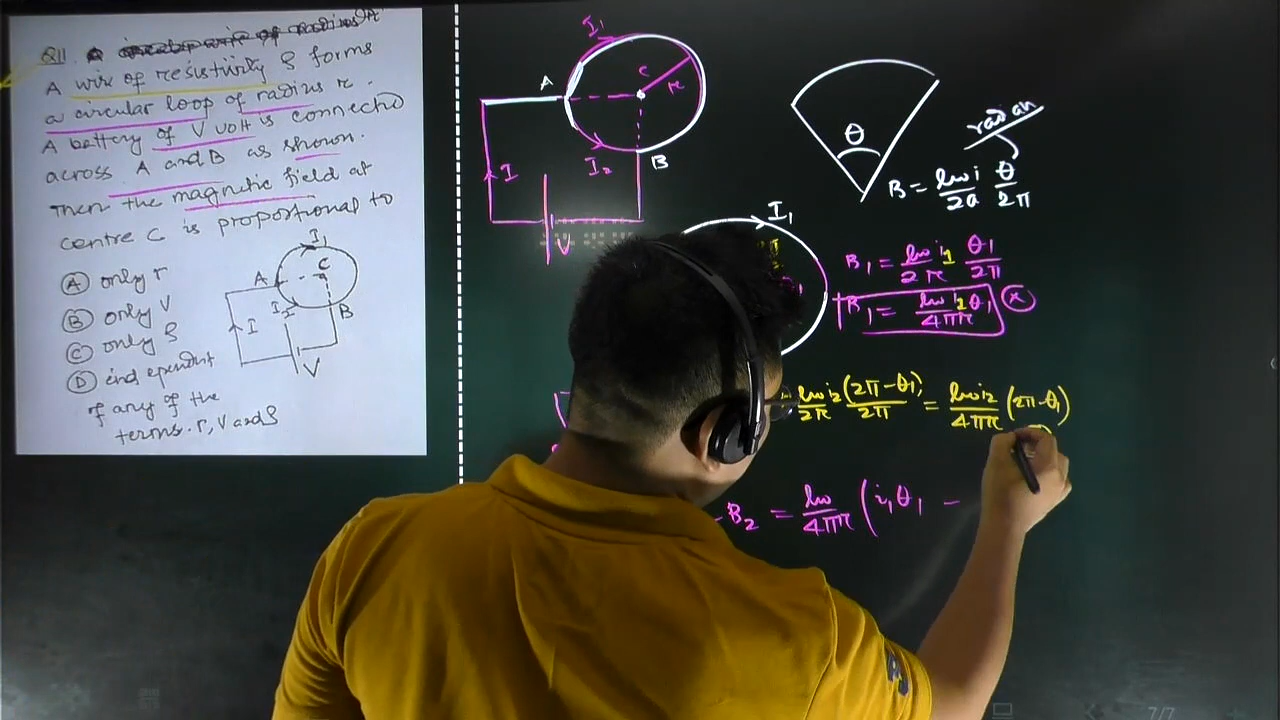 Q11.
A wire of resistivity ρ forms
a circular loop of radius r.
A battery of V volt is connected
across A and B as shown.
Then the magnetic field at
centre C is proportional to
(A) only r
(B) only V
(C) only ρ
(D) independent
of any of the
terms. r, V and ρ
I₁
A
C
I₂
B
I
V
I₁
A
C
r
I₂
B
I
V
θ
radian
B = μ₀i/2a θ/2π
I₁
B₁ = μ₀i₁/2r θ₁/2π
B₁ = μ₀i₁θ₁/4πr
μ₀i₂/2r (2π-θ₁)/2π = μ₀i₂/4πr (2π-θ₁)
B₂ = μ₀/4πr (i₁θ₁ -
7/7